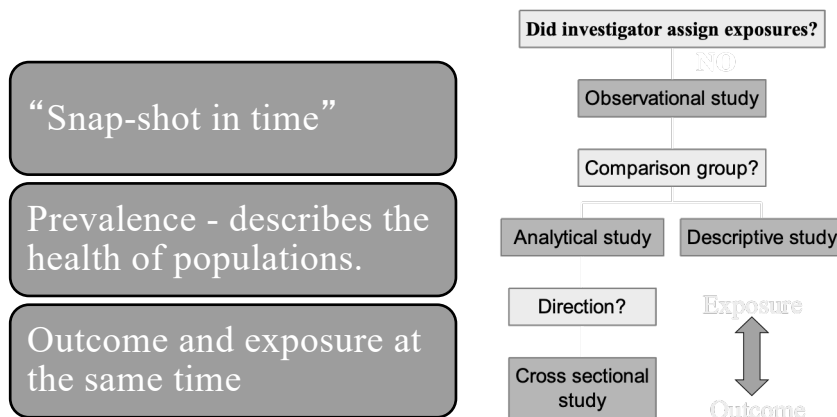 “Snap-shot in time”
Prevalence - describes the
health of populations.
Outcome and exposure at
the same time
Did investigator assign exposures?
NO
Observational study
Comparison group?
Analytical study
Descriptive study
Direction?
Exposure
Cross sectional
study
Outcome